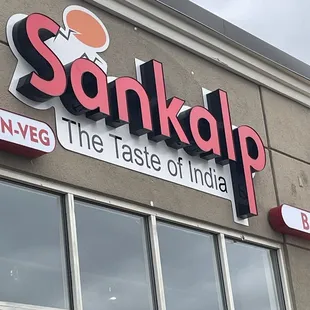 N-VEG
Sankalp
The Taste of India
B